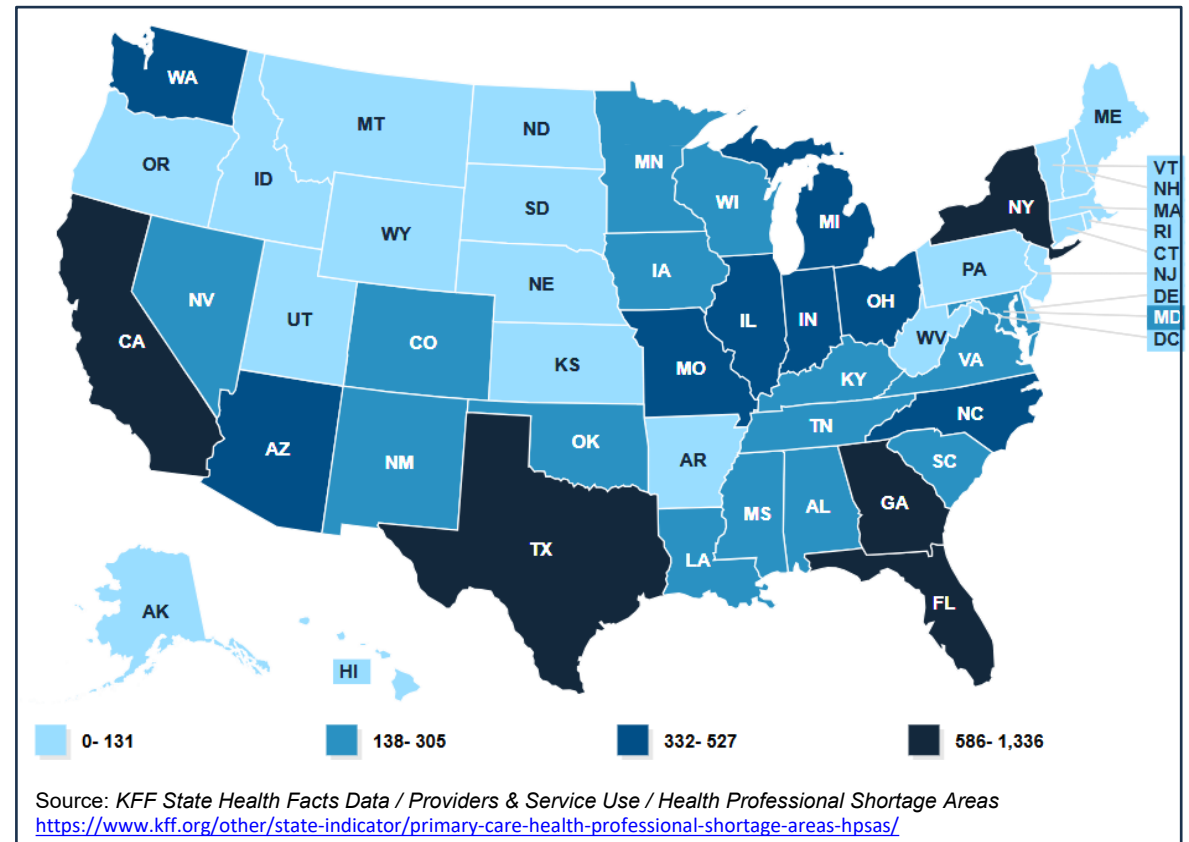 WA
MT
ND
MN
ME
OR
ID
SD
WI
MI
NY
VT
NH
MA
RI
CT
NJ
DE
MD
DC
WY
NE
IA
PA
NV
UT
CO
KS
MO
IL
IN
OH
WV
VA
KY
CA
AZ
NM
OK
AR
TN
NC
SC
TX
LA
MS
AL
GA
FL
AK
HI
0- 131
138- 305
332- 527
586- 1,336
Source: KFF State Health Facts Data / Providers & Service Use / Health Professional Shortage Areas
https://www.kff.org/other/state-indicator/primary-care-health-professional-shortage-areas-hpsas/